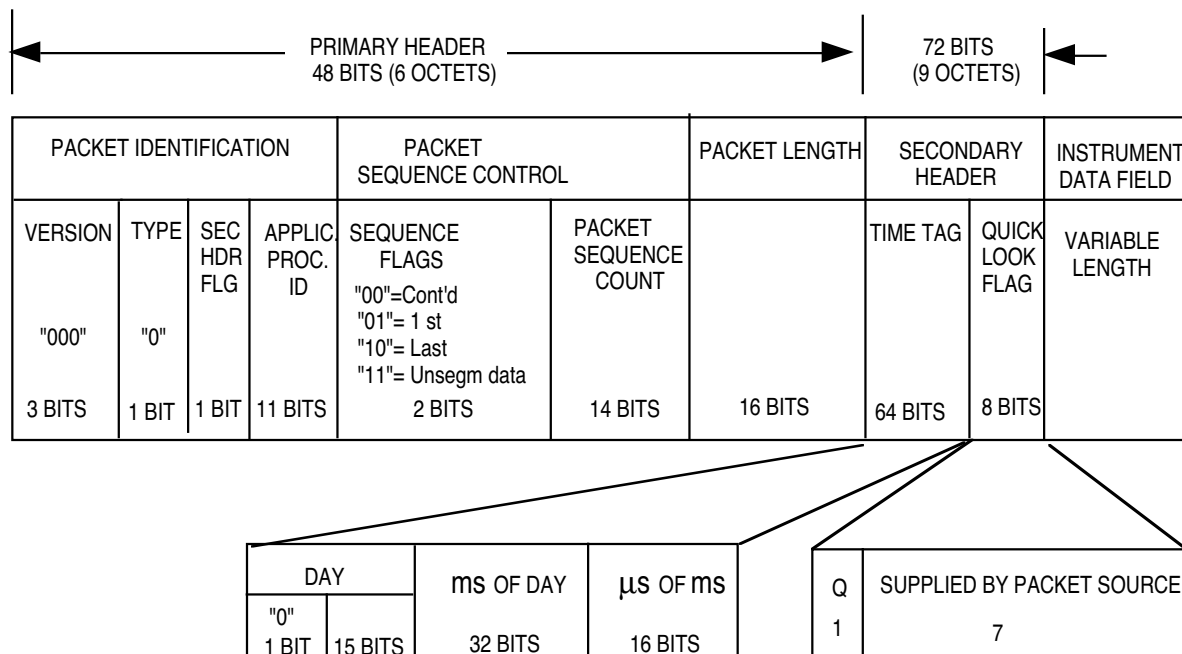 PRIMARY HEADER
48 BITS (6 OCTETS)
72 BITS
(9 OCTETS)
PACKET IDENTIFICATION
PACKET
SEQUENCE CONTROL
PACKET LENGTH
SECONDARY
HEADER
INSTRUMENT
DATA FIELD
VERSION
"000"
3 BITS
TYPE
"0"
1 BIT
SEC
HDR
FLG
1 BIT
APPLIC.
PROC.
ID
11 BITS
SEQUENCE
FLAGS
"00"=Cont'd
"01"= 1 st
"10"= Last
"11"= Unsegm data
2 BITS
PACKET
SEQUENCE
COUNT
14 BITS
16 BITS
TIME TAG
64 BITS
QUICK
LOOK
FLAG
8 BITS
VARIABLE
LENGTH
DAY
"0"
1 BIT
15 BITS
ms OF DAY
32 BITS
µs OF ms
16 BITS
Q
1
SUPPLIED BY PACKET SOURCE
7